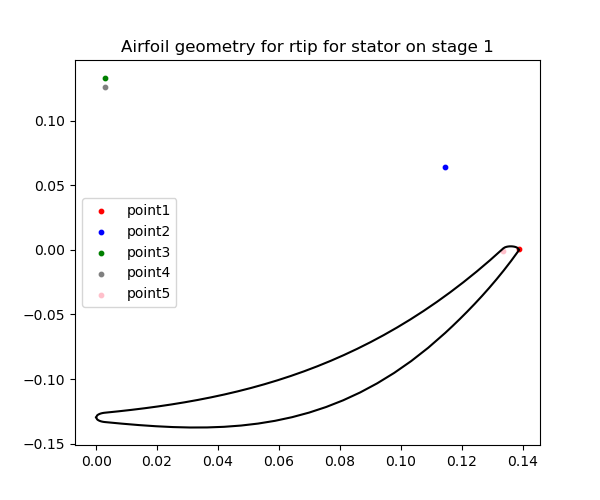 Airfoil geometry for rtip for stator on stage 1
0.10
0.05
0.00
−0.05
−0.10
−0.15
point1
point2
point3
point4
point5
0.00 0.02 0.04 0.06 0.08 0.10 0.12 0.14